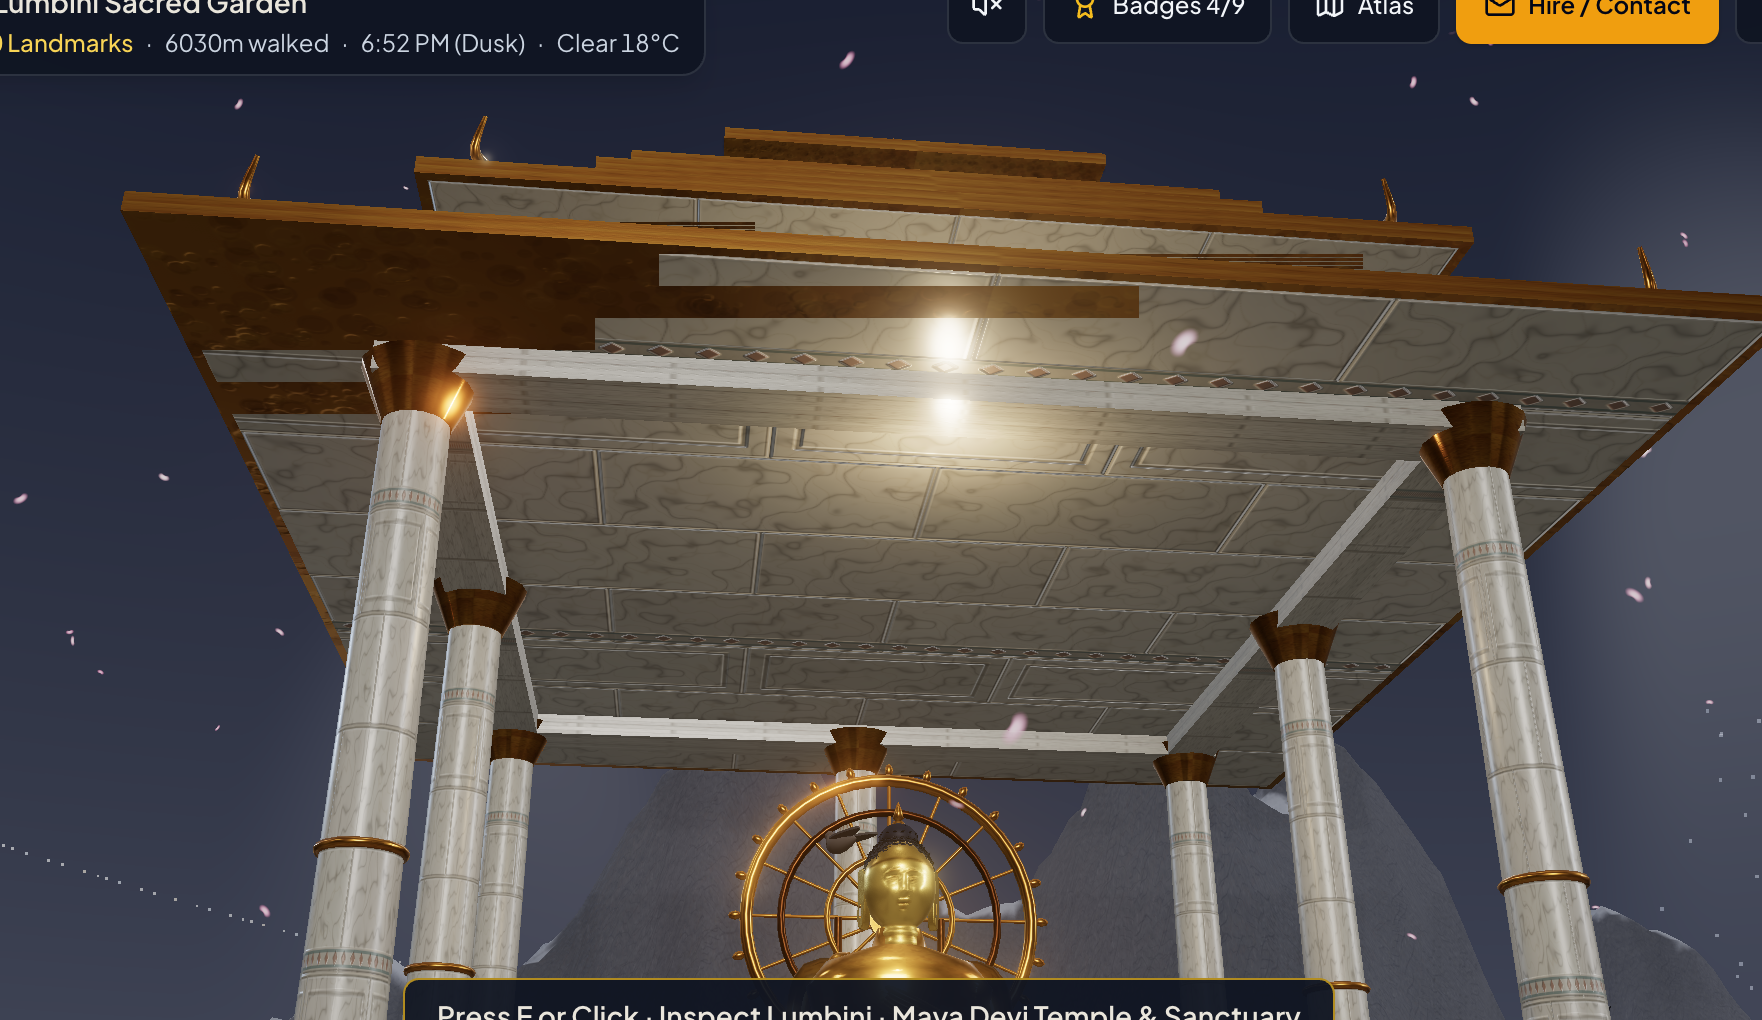 Lumbini Sacred Garden
Landmarks · 6030m walked · 6:52 PM (Dusk) · Clear 18°C
Badges 4/9
Atlas
Hire / Contact
Press E or Click · Inspect Lumbini · Maya Devi Temple & Sanctuary